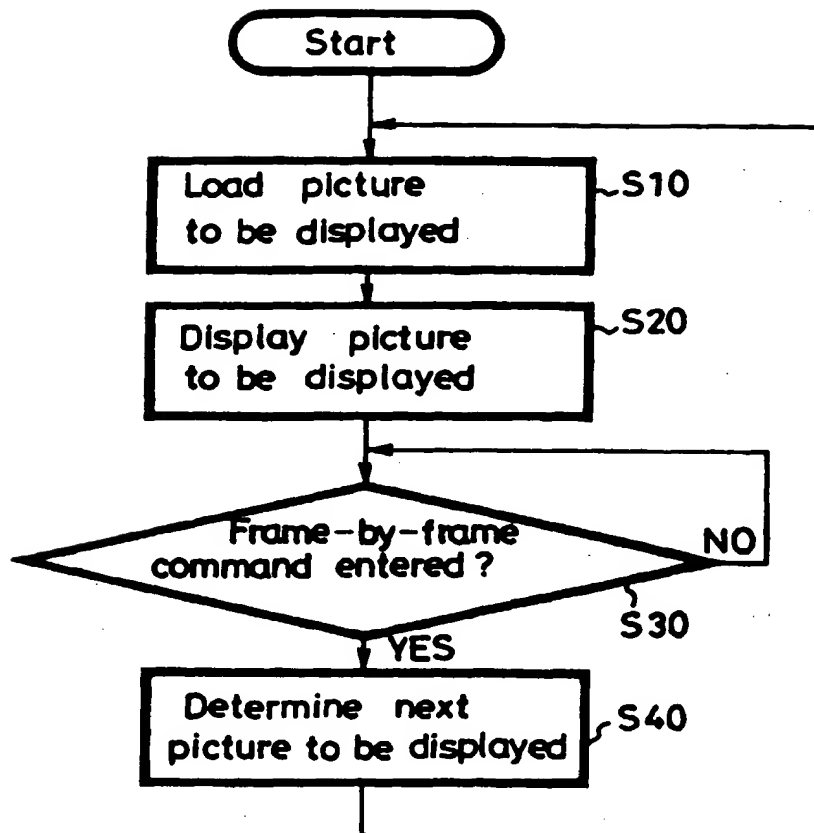 Start
Load picture
to be displayed
S10
Display picture
to be displayed
S20
Frame-by-frame
command entered?
NO
S30
YES
Determine next
picture to be displayed
S40